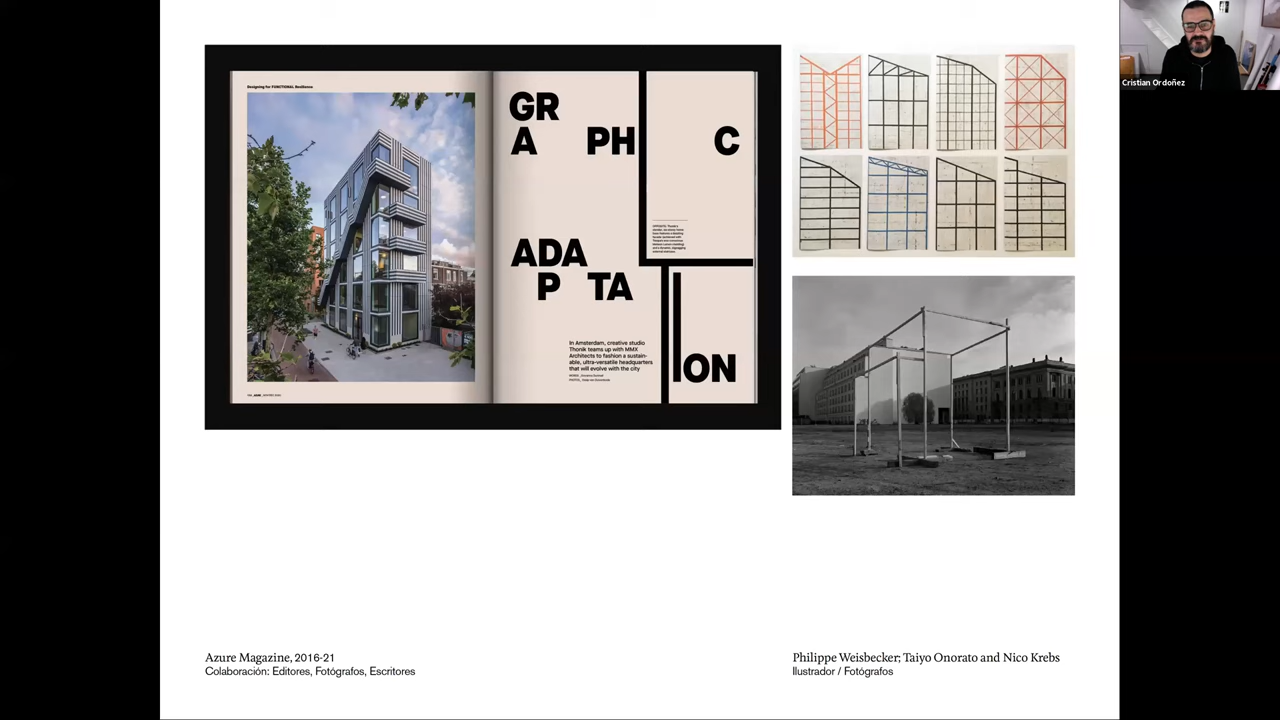 Cristian Ordoñez
Designing for FUNCTIONAL Resilience
GR
A PH C
ADA
P TA
ION
In Amsterdam, creative studio
Thonik teams up with MMX
Architects to fashion a sustain-
able, ultra-versatile headquarters
that will evolve with the city
Azure Magazine, 2016-21
Colaboración: Editores, Fotógrafos, Escritores
Philippe Weisbecker; Taiyo Onorato and Nico Krebs
Ilustrador / Fotógrafos